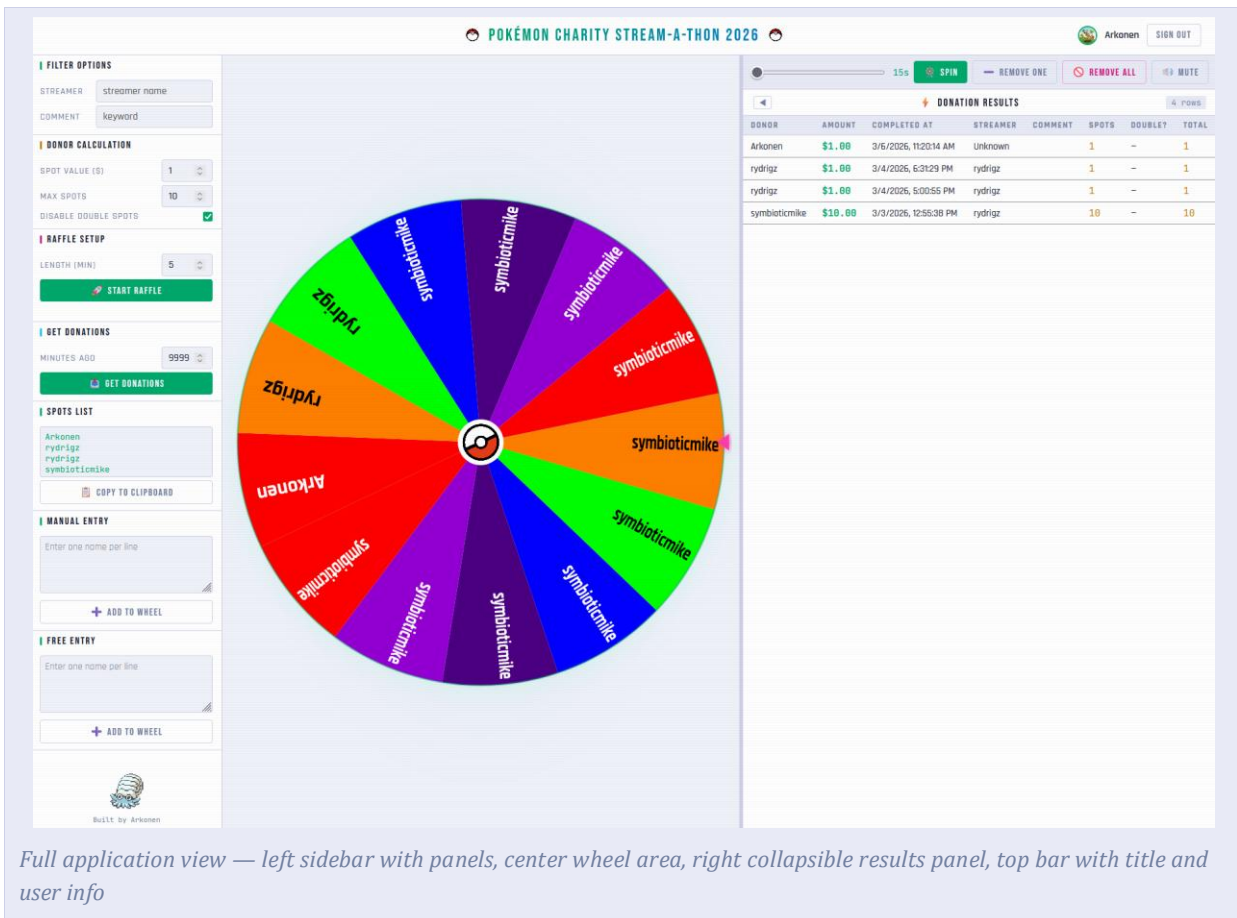 POKÉMON CHARITY STREAM-A-THON 2026
Arkonen
SIGN OUT
FILTER OPTIONS
STREAMER streamer name
COMMENT keyword
DONOR CALCULATION
SPOT VALUE ($) 1
MAX SPOTS 10
DISABLE DOUBLE SPOTS
RAFFLE SETUP
LENGTH (MIN) 5
START RAFFLE
GET DONATIONS
MINUTES AGO 9999
GET DONATIONS
SPOTS LIST
Arkonen
rydrigz
rydrigz
symbioticmike
COPY TO CLIPBOARD
MANUAL ENTRY
Enter one name per line
ADD TO WHEEL
FREE ENTRY
Enter one name per line
ADD TO WHEEL
Built by Arkonen
symbioticmike
symbioticmike
symbioticmike
symbioticmike
symbioticmike
symbioticmike
symbioticmike
symbioticmike
symbioticmike
symbioticmike
Arkonen
rydrigz
rydrigz
15s SPIN REMOVE ONE REMOVE ALL MUTE
DONATION RESULTS 4 rows
DONOR AMOUNT COMPLETED AT STREAMER COMMENT SPOTS DOUBLE? TOTAL
Arkonen $1.00 3/6/2026, 11:20:14 AM Unknown 1 – 1
rydrigz $1.00 3/4/2026, 6:31:29 PM rydrigz 1 – 1
rydrigz $1.00 3/4/2026, 5:00:55 PM rydrigz 1 – 1
symbioticmike $10.00 3/3/2026, 12:55:38 PM rydrigz 10 – 10
Full application view — left sidebar with panels, center wheel area, right collapsible results panel, top bar with title and
user info